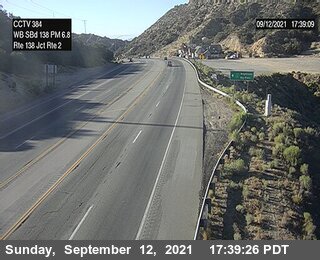 CCTV 384
WB SBd 138 PM 6.8
Rte 138 Jct Rte 2
09/12/2021 17:39:09
Sunday, September 12, 2021 17:39:26 PDT